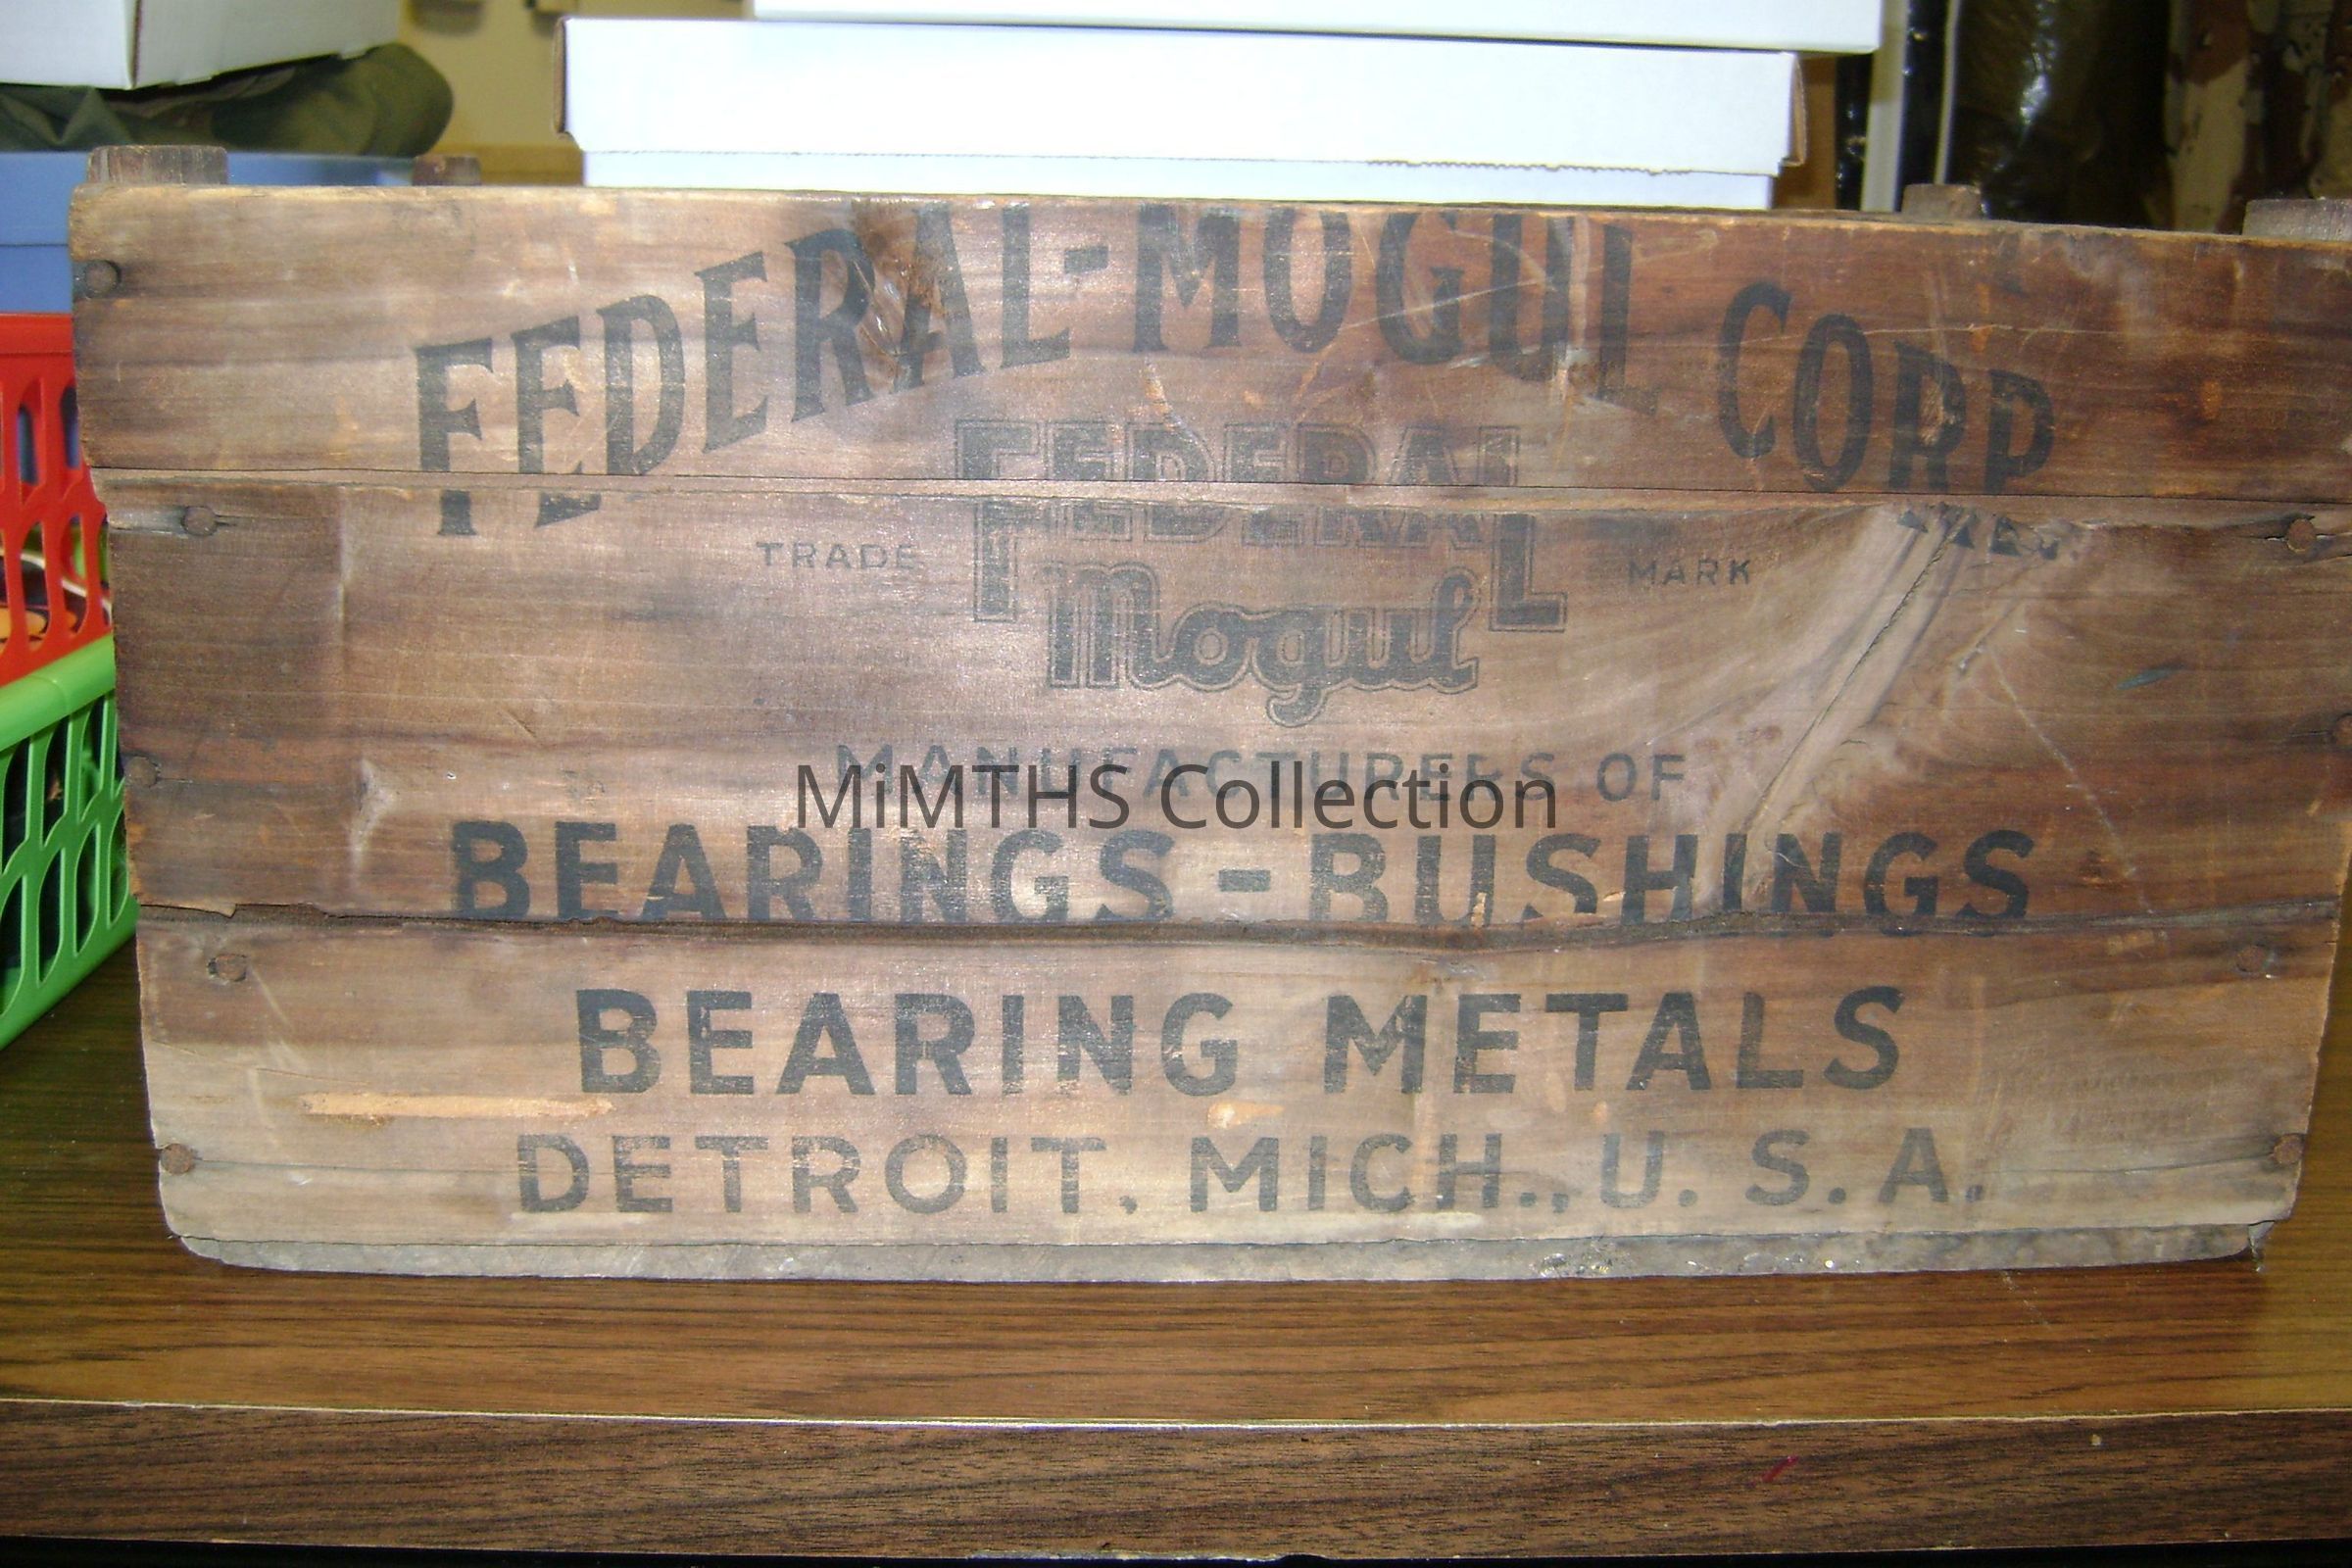 FEDERAL-MOGUL CORP.
FEDERAL
TRADE MARK
Mogul
MANUFACTURERS OF
MiMTHS Collection
BEARINGS-BUSHINGS
BEARING METALS
DETROIT, MICH., U. S. A.